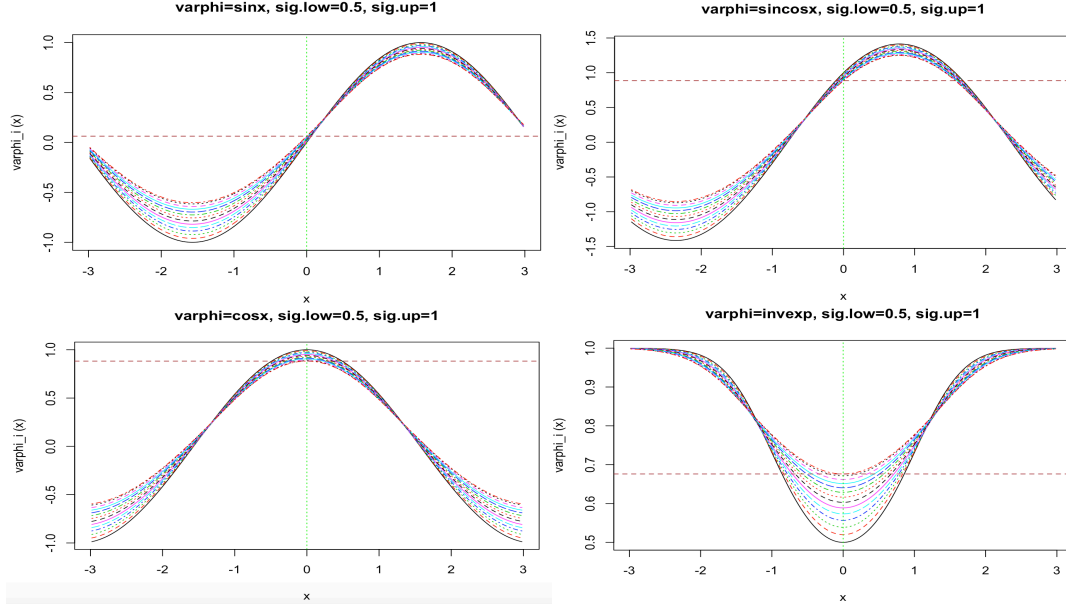 varphi=sinx, sig.low=0.5, sig.up=1
varphi_i (x)
1.0
0.5
0.0
-0.5
-1.0
-3 -2 -1 0 1 2 3
x
varphi=sincosx, sig.low=0.5, sig.up=1
varphi_i (x)
1.5
1.0
0.5
0.0
-0.5
-1.0
-1.5
-3 -2 -1 0 1 2 3
x
varphi=cosx, sig.low=0.5, sig.up=1
varphi_i (x)
1.0
0.5
0.0
-0.5
-1.0
-3 -2 -1 0 1 2 3
x
varphi=invexp, sig.low=0.5, sig.up=1
varphi_i (x)
1.0
0.9
0.8
0.7
0.6
0.5
-3 -2 -1 0 1 2 3
x